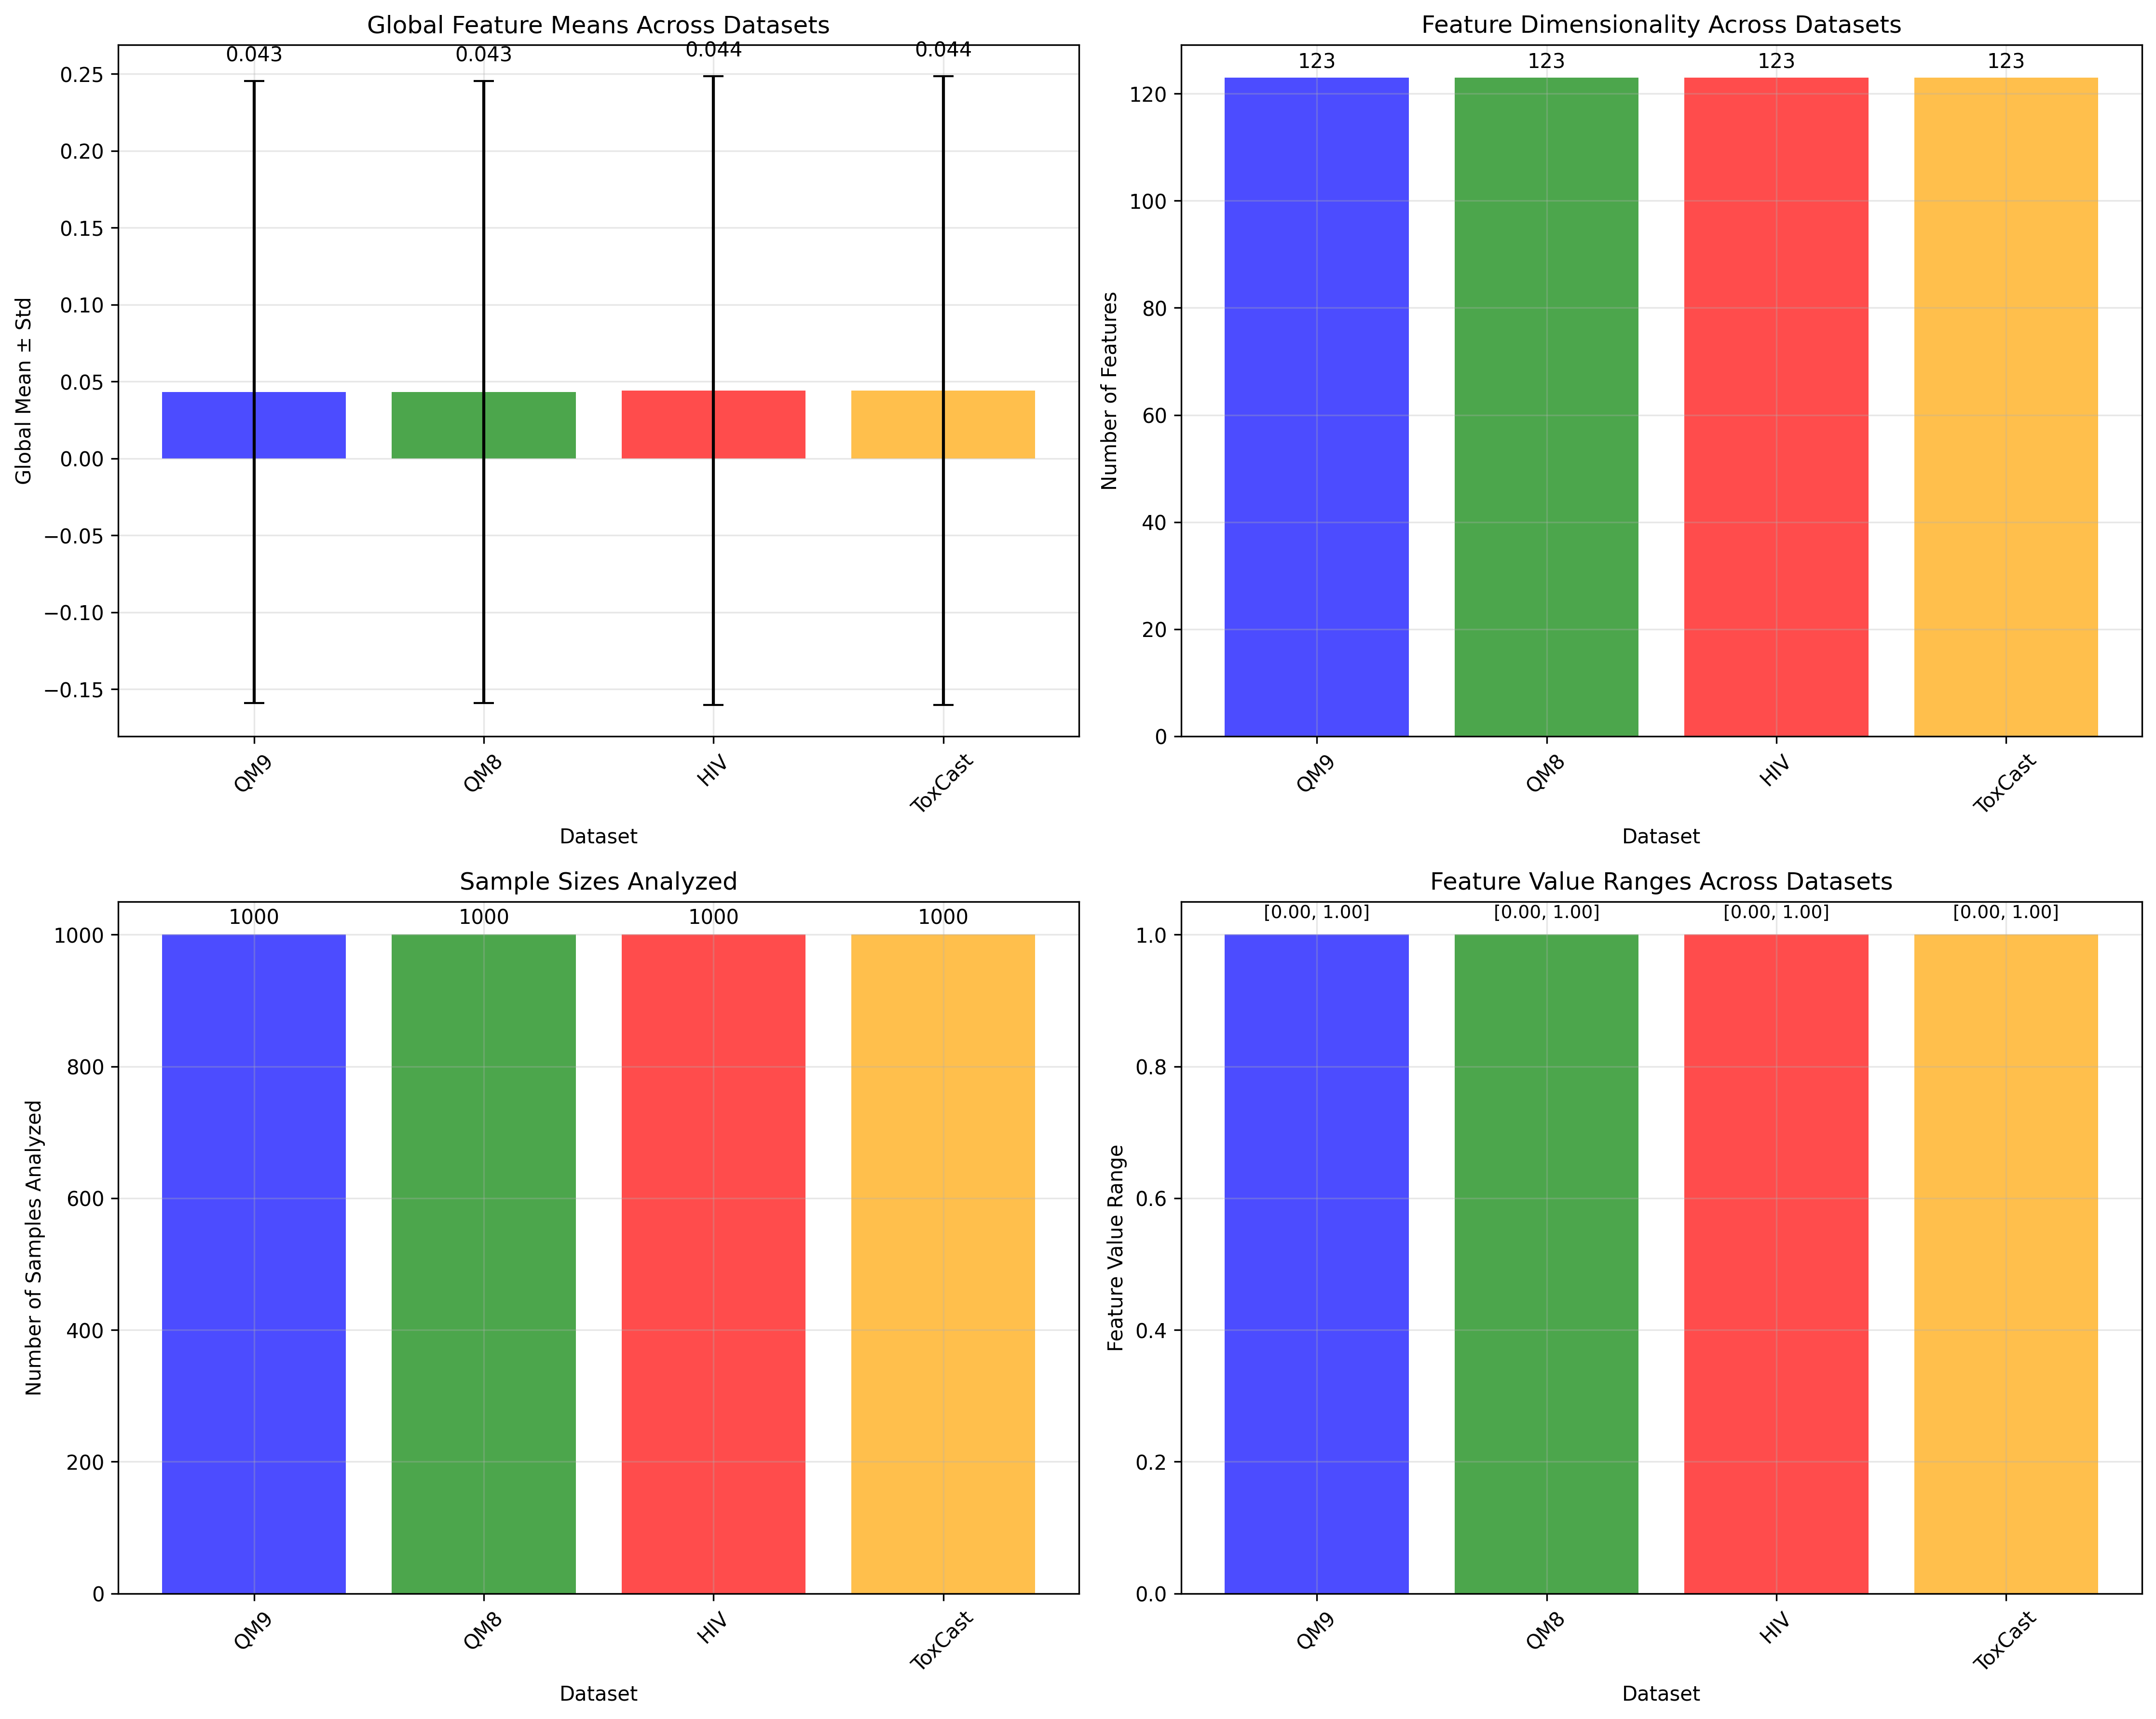 Global Feature Means Across Datasets
0.043
0.043
0.044
0.044
0.25
0.20
0.15
0.10
0.05
0.00
−0.05
−0.10
−0.15
Global Mean ± Std
QM9
QM8
HIV
ToxCast
Dataset
Feature Dimensionality Across Datasets
123
123
123
123
120
100
80
60
40
20
0
Number of Features
QM9
QM8
HIV
ToxCast
Dataset
Sample Sizes Analyzed
1000
1000
1000
1000
1000
800
600
400
200
0
Number of Samples Analyzed
QM9
QM8
HIV
ToxCast
Dataset
Feature Value Ranges Across Datasets
[0.00, 1.00]
[0.00, 1.00]
[0.00, 1.00]
[0.00, 1.00]
1.0
0.8
0.6
0.4
0.2
0.0
Feature Value Range
QM9
QM8
HIV
ToxCast
Dataset